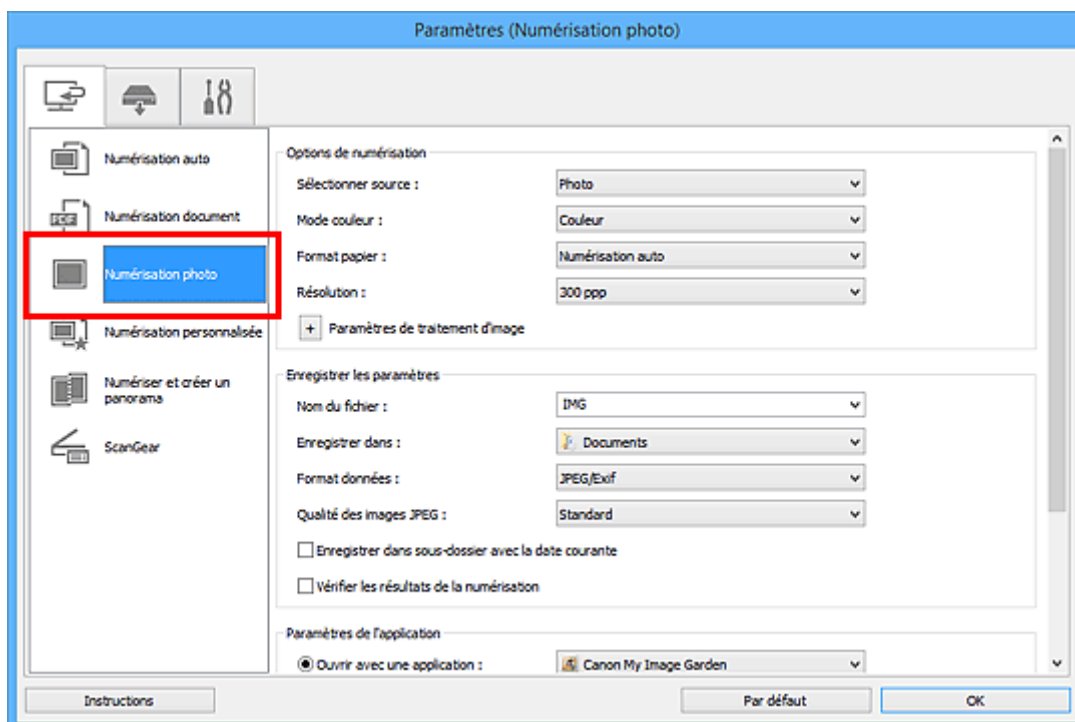 Paramètres (Numérisation photo)
Numérisation auto
Numérisation document
Numérisation photo
Numérisation personnalisée
Numériser et créer un
panorama
ScanGear
Options de numérisation
Sélectionner source : Photo
Mode couleur : Couleur
Format papier : Numérisation auto
Résolution : 300 ppp
+ Paramètres de traitement d'image
Enregistrer les paramètres
Nom du fichier : IMG
Enregistrer dans : Documents
Format données : JPEG/Exif
Qualité des images JPEG : Standard
Enregistrer dans sous-dossier avec la date courante
Vérifier les résultats de la numérisation
Paramètres de l'application
Ouvrir avec une application : Canon My Image Garden
Instructions Par défaut OK